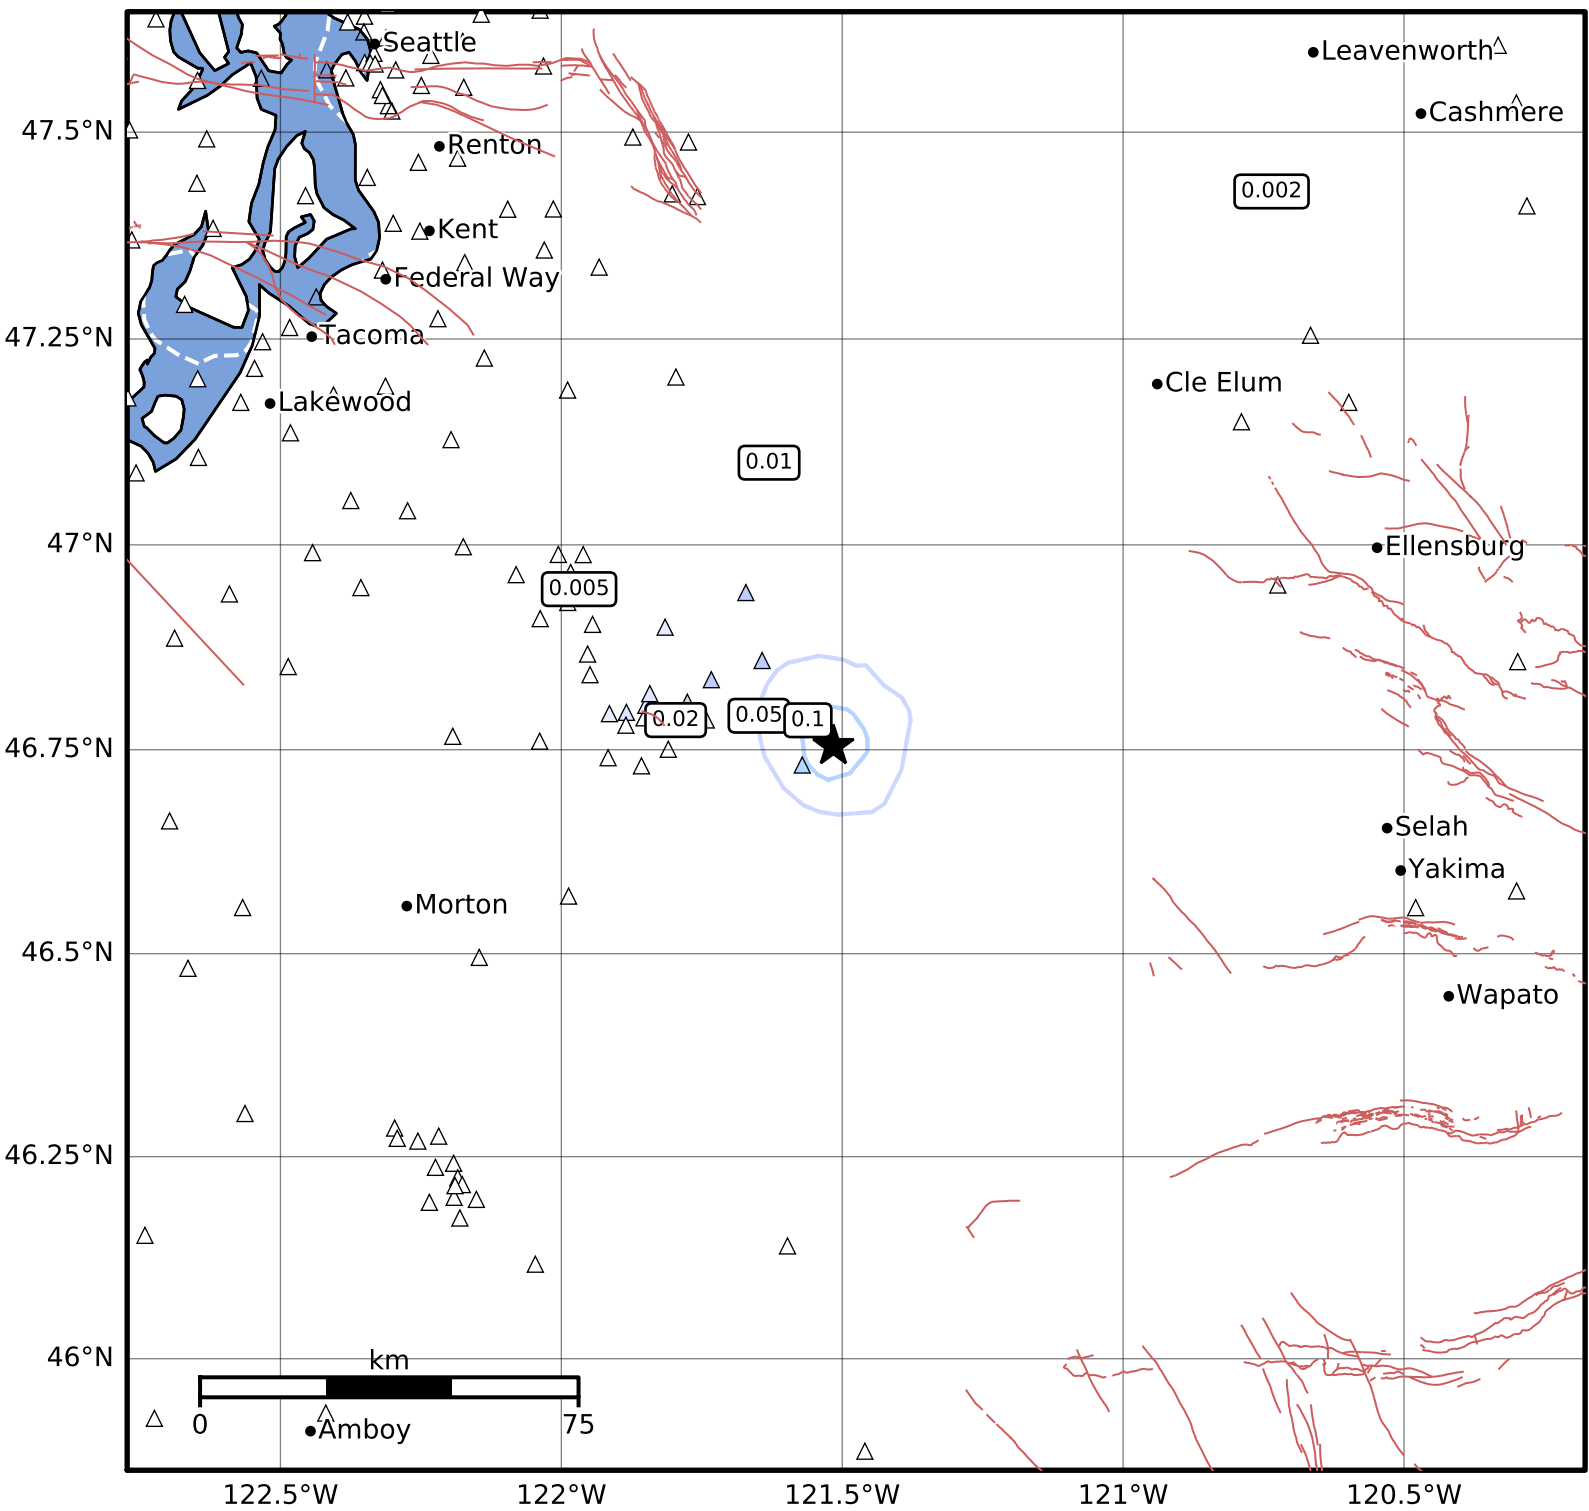 Seattle
Leavenworth
Cashmere
47.5°N
Renton
0.002
Kent
Federal Way
47.25°N
Tacoma
Cle Elum
Lakewood
0.01
47°N
Ellensburg
0.005
0.02
0.05
0.1
46.75°N
Selah
Yakima
Morton
46.5°N
Wapato
46.25°N
46°N
km
0
75
Amboy
122.5°W
122°W
121.5°W
121°W
120.5°W